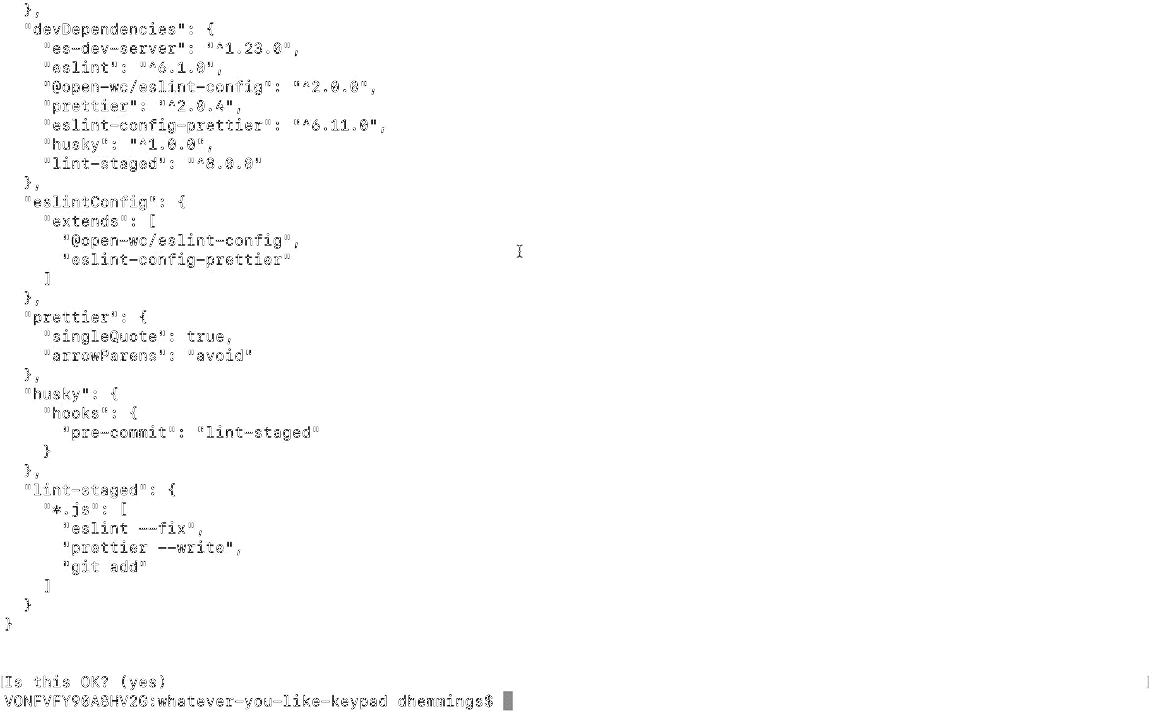 },
  "devDependencies": {
    "es-dev-server": "^1.23.0",
    "eslint": "^6.1.0",
    "@open-wc/eslint-config": "^2.0.0",
    "prettier": "^2.0.4",
    "eslint-config-prettier": "^6.11.0",
    "husky": "^1.0.0",
    "lint-staged": "^8.0.0"
  },
  "eslintConfig": {
    "extends": [
      "@open-wc/eslint-config",
      "eslint-config-prettier"
    ]
  },
  "prettier": {
    "singleQuote": true,
    "arrowParens": "avoid"
  },
  "husky": {
    "hooks": {
      "pre-commit": "lint-staged"
    }
  },
  "lint-staged": {
    "*.js": [
      "eslint --fix",
      "prettier --write",
      "git add"
    ]
  }
}
[Is this OK? (yes) ]
:whatever-you-like-keypad dhemmings$